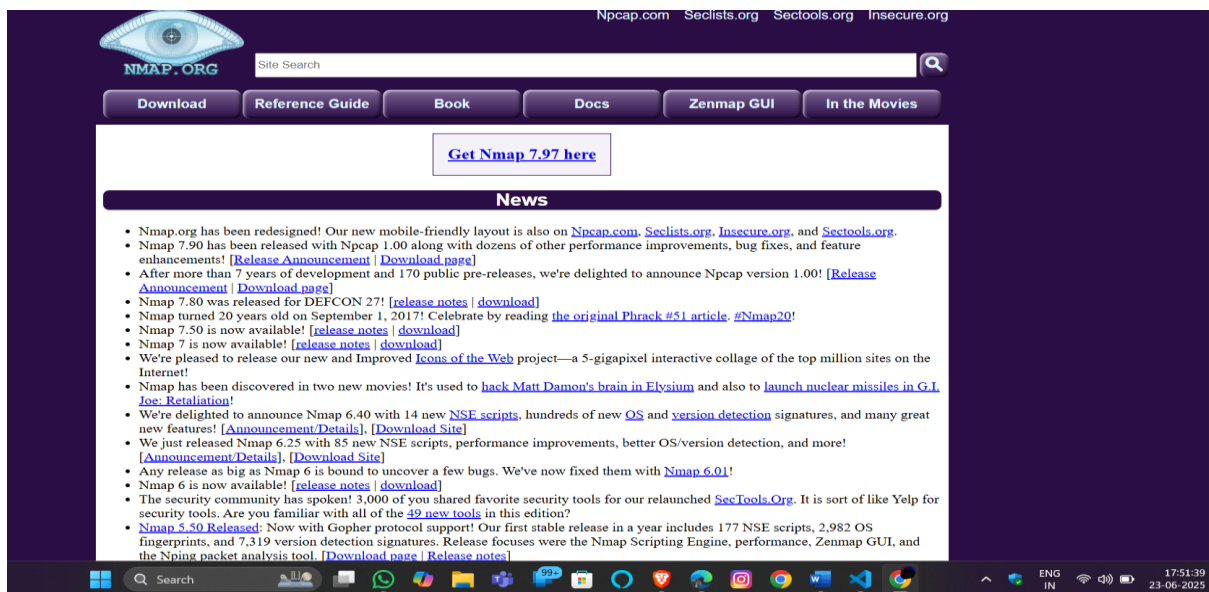 Npcap.com Seclists.org Sectools.org Insecure.org
NMAP.ORG
Site Search
Download Reference Guide Book Docs Zenmap GUI In the Movies
Get Nmap 7.97 here
News
• Nmap.org has been redesigned! Our new mobile-friendly layout is also on Npcap.com, Seclists.org, Insecure.org, and Sectools.org.
• Nmap 7.90 has been released with Npcap 1.00 along with dozens of other performance improvements, bug fixes, and feature
enhancements! [Release Announcement | Download page]
• After more than 7 years of development and 170 public pre-releases, we're delighted to announce Npcap version 1.00! [Release
Announcement | Download page]
• Nmap 7.80 was released for DEFCON 27! [release notes | download]
• Nmap turned 20 years old on September 1, 2017! Celebrate by reading the original Phrack #51 article. #Nmap20!
• Nmap 7.50 is now available! [release notes | download]
• Nmap 7 is now available! [release notes | download]
• We're pleased to release our new and Improved Icons of the Web project—a 5-gigapixel interactive collage of the top million sites on the
Internet!
• Nmap has been discovered in two new movies! It's used to hack Matt Damon's brain in Elysium and also to launch nuclear missiles in G.I.
Joe: Retaliation!
• We're delighted to announce Nmap 6.40 with 14 new NSE scripts, hundreds of new OS and version detection signatures, and many great
new features! [Announcement/Details], [Download Site]
• We just released Nmap 6.25 with 85 new NSE scripts, performance improvements, better OS/version detection, and more!
[Announcement/Details], [Download Site]
• Any release as big as Nmap 6 is bound to uncover a few bugs. We've now fixed them with Nmap 6.01!
• Nmap 6 is now available! [release notes | download]
• The security community has spoken! 3,000 of you shared favorite security tools for our relaunched SecTools.Org. It is sort of like Yelp for
security tools. Are you familiar with all of the 49 new tools in this edition?
• Nmap 5.50 Released: Now with Gopher protocol support! Our first stable release in a year includes 177 NSE scripts, 2,982 OS
fingerprints, and 7,319 version detection signatures. Release focuses were the Nmap Scripting Engine, performance, Zenmap GUI, and
the Nping packet analysis tool. [Download page | Release notes]
Search
99+
ENG
IN
17:51:39
23-06-2025